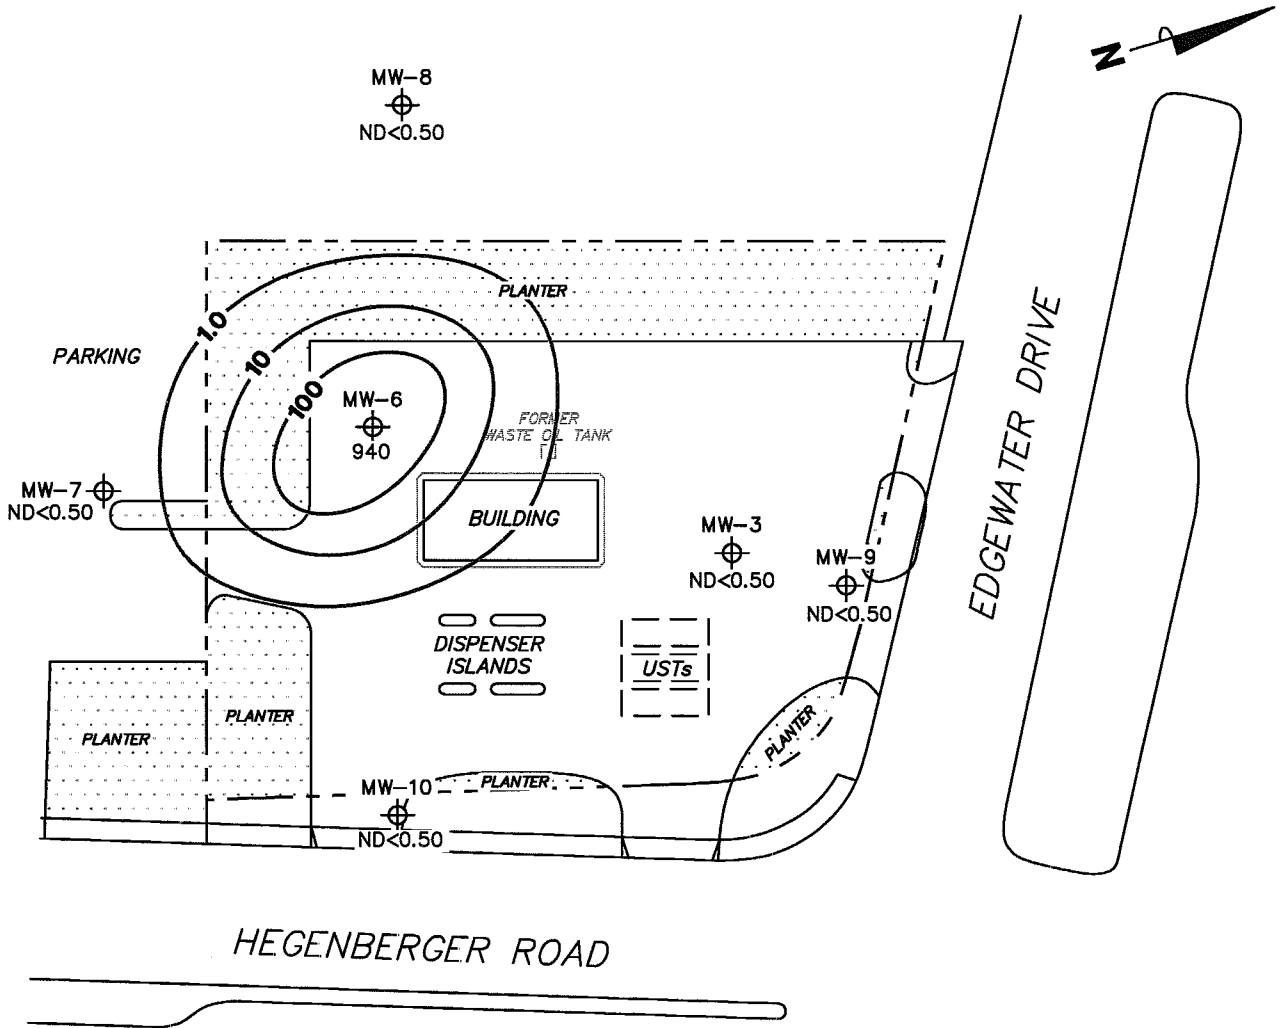 N
MW-8
ND<0.50
PLANTER
1.0
PARKING
10
100
MW-6
940
FORMER
WASTE OIL TANK
MW-7
ND<0.50
BUILDING
MW-3
ND<0.50
MW-9
ND<0.50
EDGEWATER DRIVE
DISPENSER
ISLANDS
USTs
PLANTER
PLANTER
PLANTER
PLANTER
MW-10
ND<0.50
HEGENBERGER ROAD